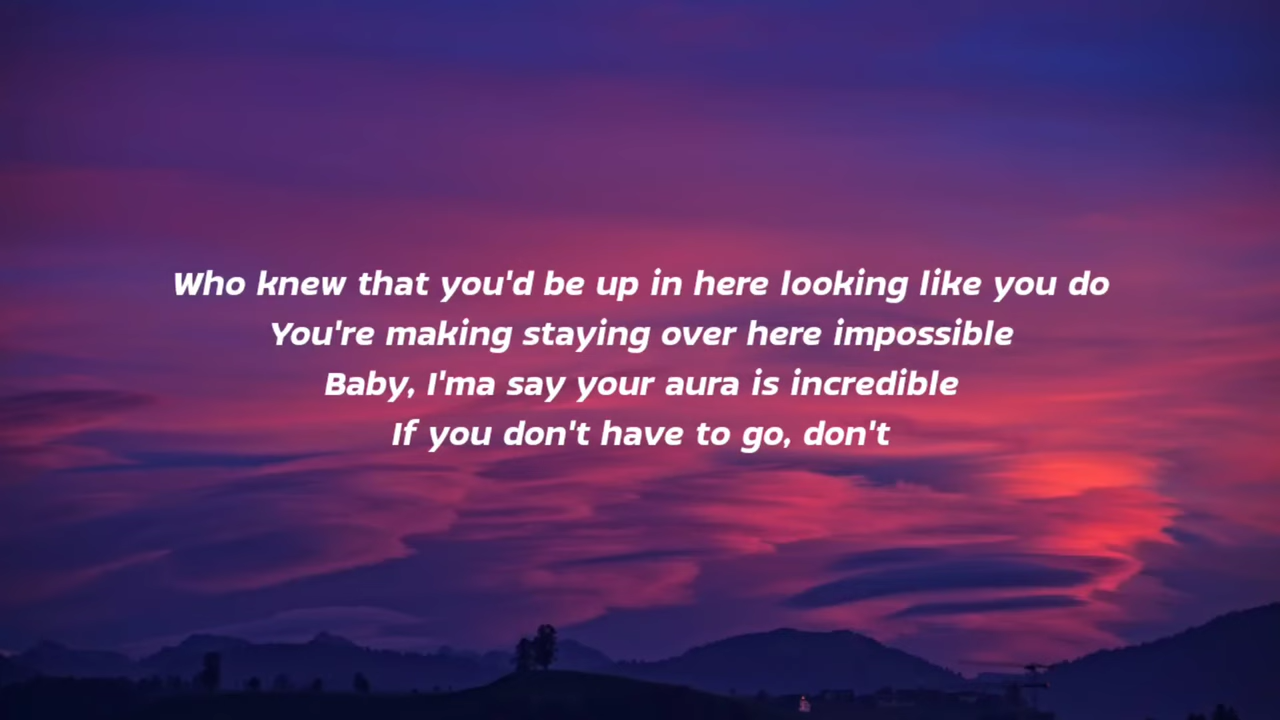 Who knew that you'd be up in here looking like you do
You're making staying over here impossible
Baby, I'ma say your aura is incredible
If you don't have to go, don't